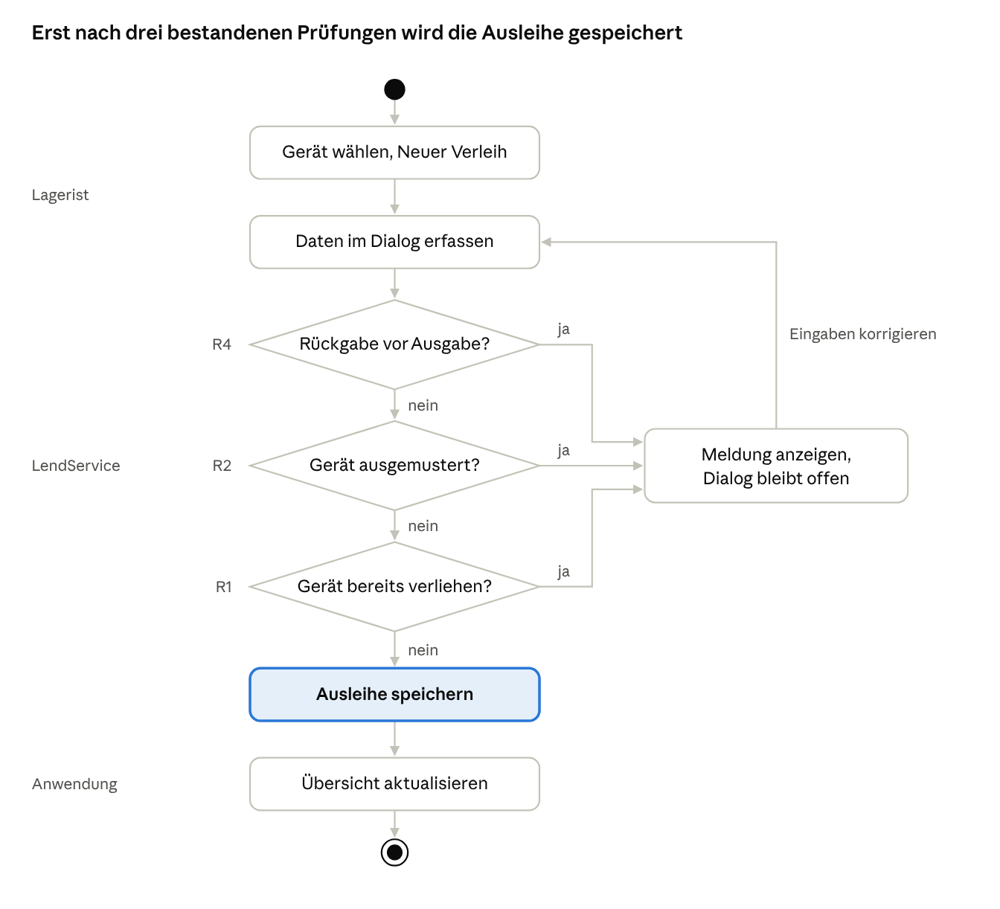 Erst nach drei bestandenen Prüfungen wird die Ausleihe gespeichert
Gerät wählen, Neuer Verleih
Lagerist
Daten im Dialog erfassen
ja
Eingaben korrigieren
R4
Rückgabe vor Ausgabe?
nein
ja
Meldung anzeigen,
Dialog bleibt offen
LendService
R2
Gerät ausgemustert?
nein
ja
R1
Gerät bereits verliehen?
nein
Ausleihe speichern
Anwendung
Übersicht aktualisieren